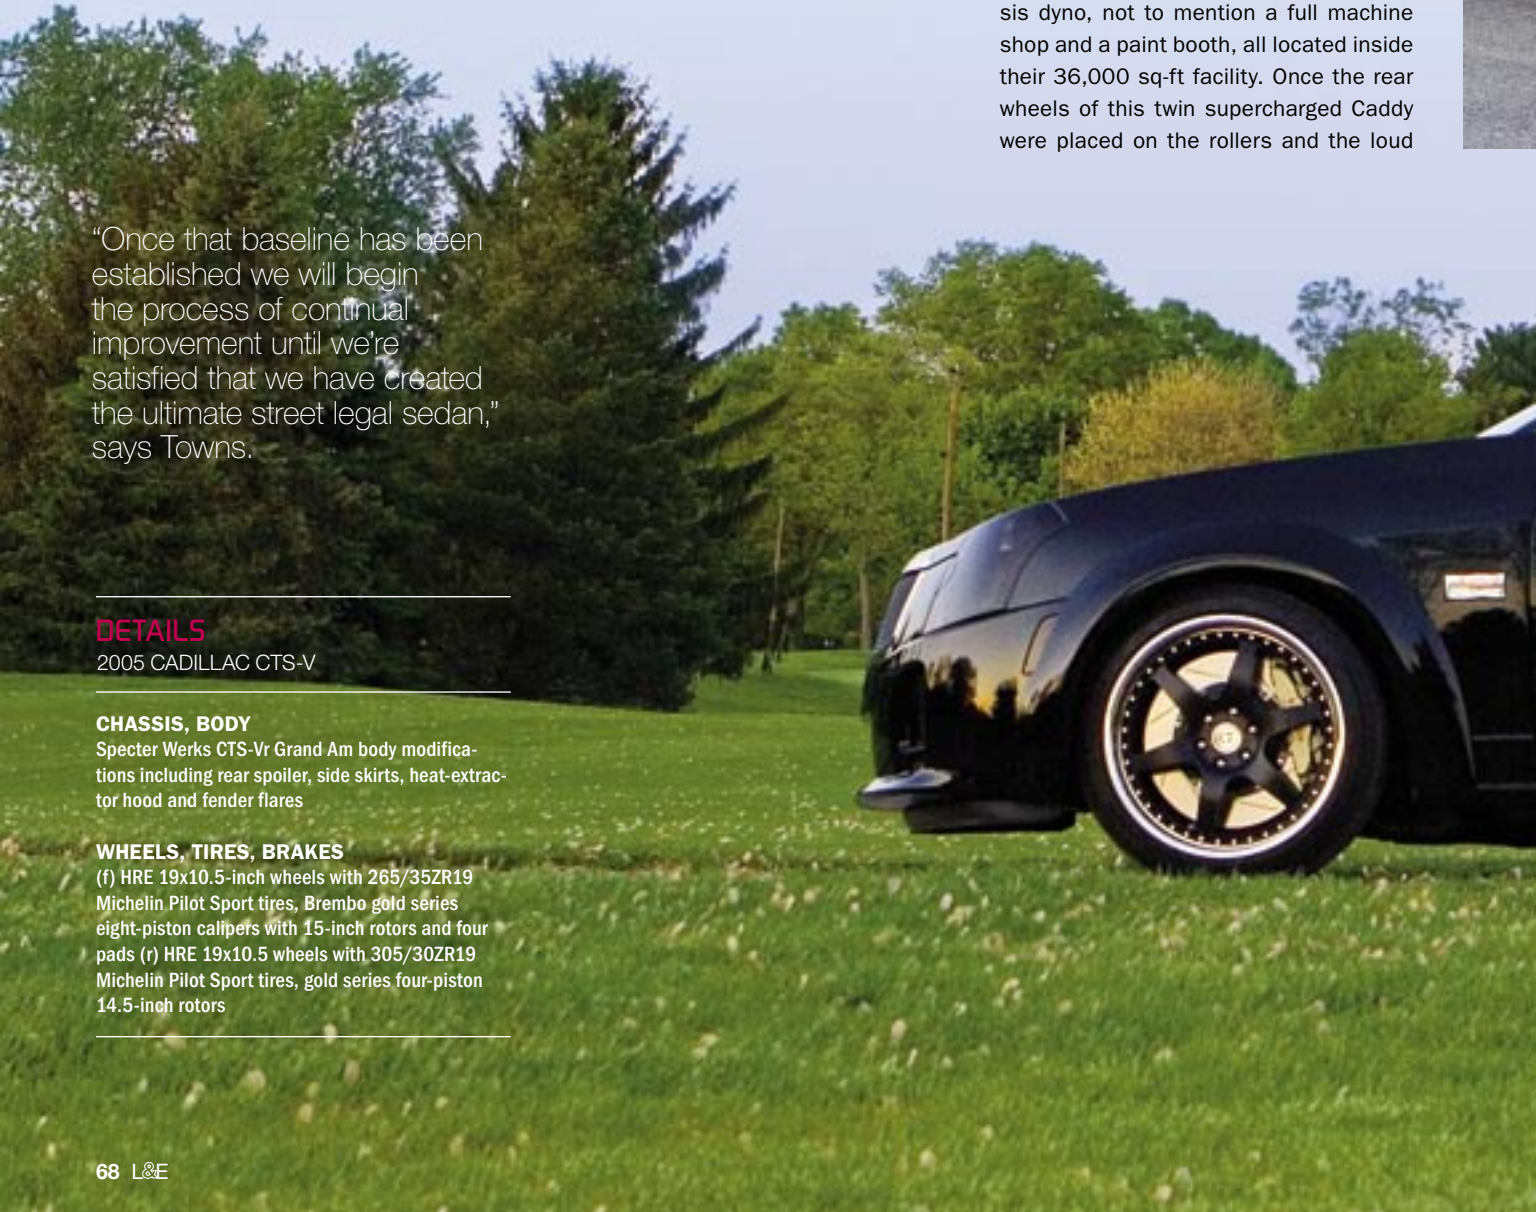 sis dyno, not to mention a full machine
shop and a paint booth, all located inside
their 36,000 sq-ft facility. Once the rear
wheels of this twin supercharged Caddy
were placed on the rollers and the loud
“Once that baseline has been
established we will begin
the process of continual
improvement until we’re
satisfied that we have created
the ultimate street legal sedan,”
says Towns.
DETAILS
2005 CADILLAC CTS-V
CHASSIS, BODY
Specter Werks CTS-Vr Grand Am body modifica-
tions including rear spoiler, side skirts, heat-extrac-
tor hood and fender flares
WHEELS, TIRES, BRAKES
(f) HRE 19x10.5-inch wheels with 265/35ZR19
Michelin Pilot Sport tires, Brembo gold series
eight-piston calipers with 15-inch rotors and four
pads (r) HRE 19x10.5 wheels with 305/30ZR19
Michelin Pilot Sport tires, gold series four-piston
14.5-inch rotors
68 L&E